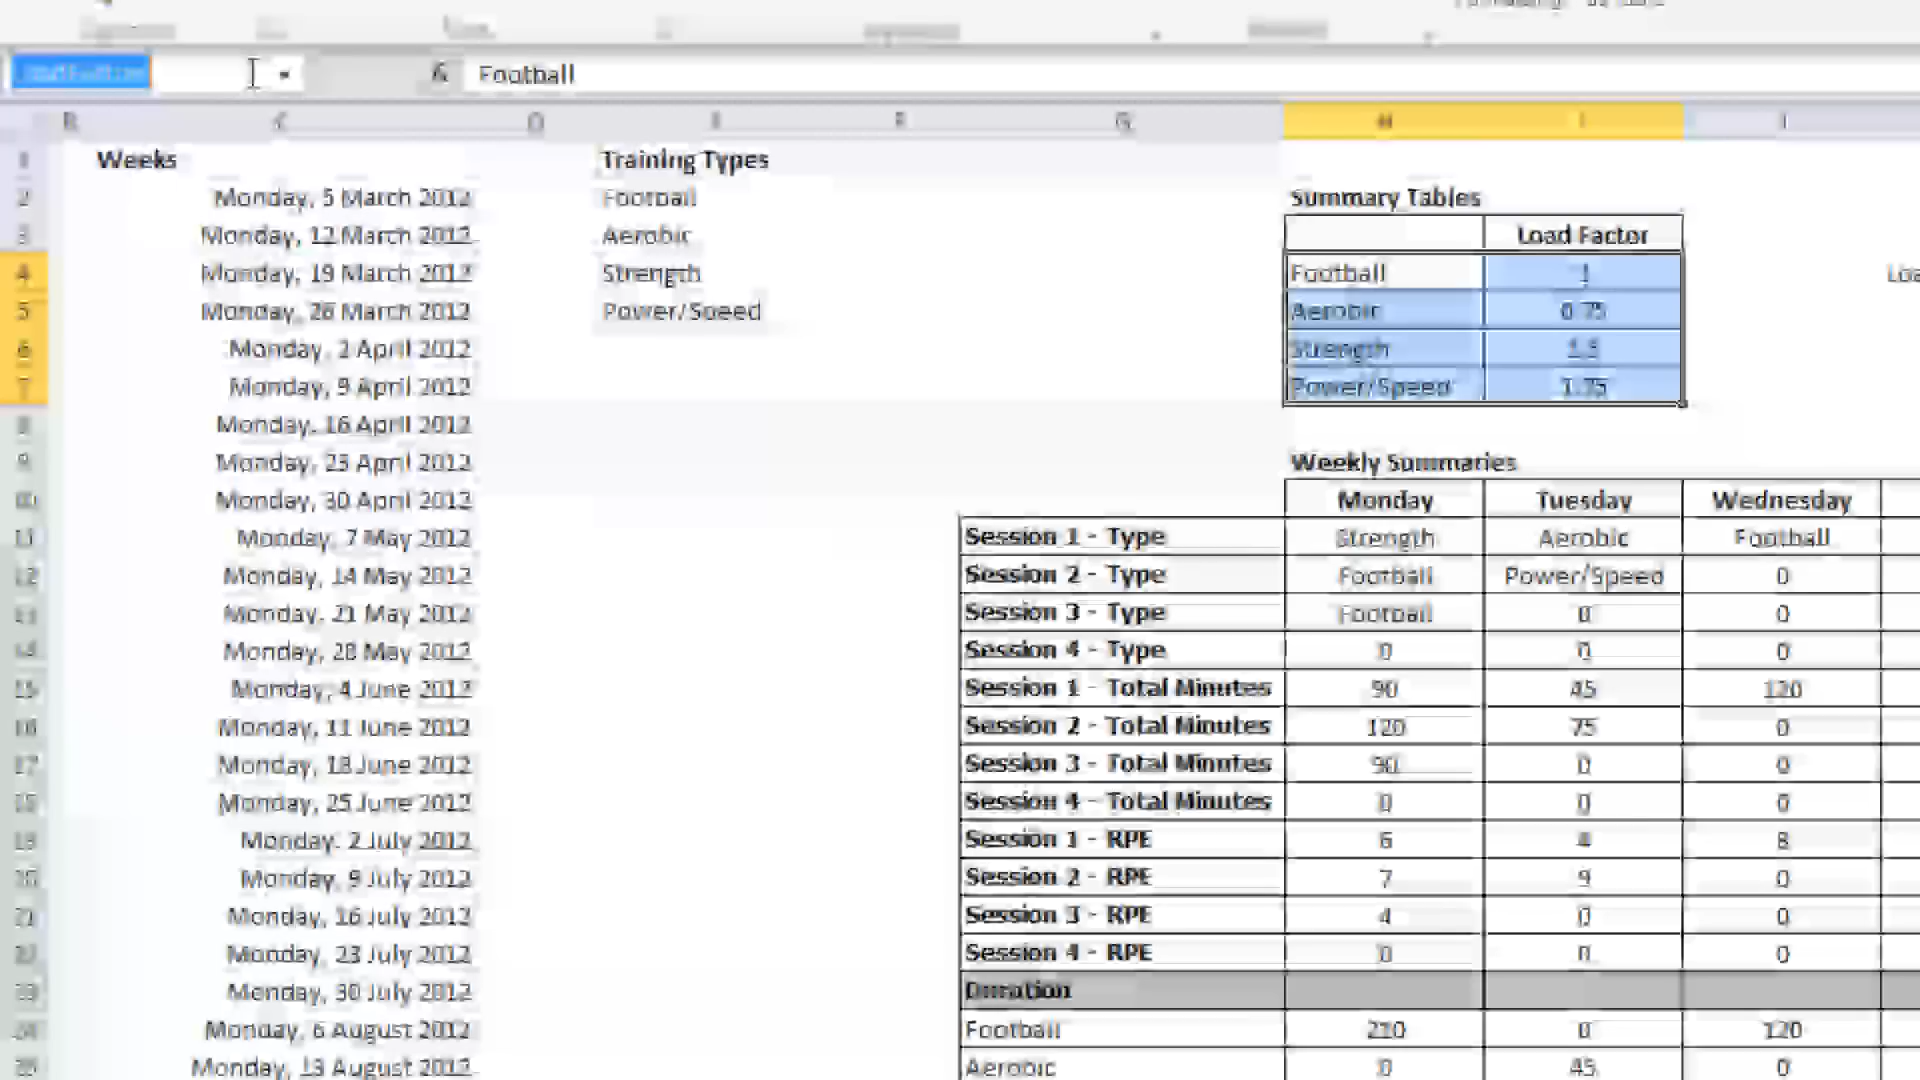 Football
Weeks Training Types
Monday, 5 March 2012 Football Summary Tables
Monday, 12 March 2012 Aerobic Load Factor
Monday, 19 March 2012 Strength Football 1
Monday, 26 March 2012 Power/Speed Aerobic 0.75
Monday, 2 April 2012 Strength 1.5
Monday, 9 April 2012 Power/Speed 1.75
Monday, 16 April 2012
Monday, 23 April 2012 Weekly Summaries
Monday, 30 April 2012 Monday Tuesday Wednesday
Monday, 7 May 2012 Session 1 - Type Strength Aerobic Football
Monday, 14 May 2012 Session 2 - Type Football Power/Speed 0
Monday, 21 May 2012 Session 3 - Type Football 0 0
Monday, 28 May 2012 Session 4 - Type 0 0 0
Monday, 4 June 2012 Session 1 - Total Minutes 90 45 120
Monday, 11 June 2012 Session 2 - Total Minutes 120 75 0
Monday, 18 June 2012 Session 3 - Total Minutes 90 0 0
Monday, 25 June 2012 Session 4 - Total Minutes 0 0 0
Monday, 2 July 2012 Session 1 - RPE 6 4 8
Monday, 9 July 2012 Session 2 - RPE 7 9 0
Monday, 16 July 2012 Session 3 - RPE 4 0 0
Monday, 23 July 2012 Session 4 - RPE 0 0 0
Monday, 30 July 2012 Duration
Monday, 6 August 2012 Football 210 0 120
Monday, 13 August 2012 Aerobic 0 45 0